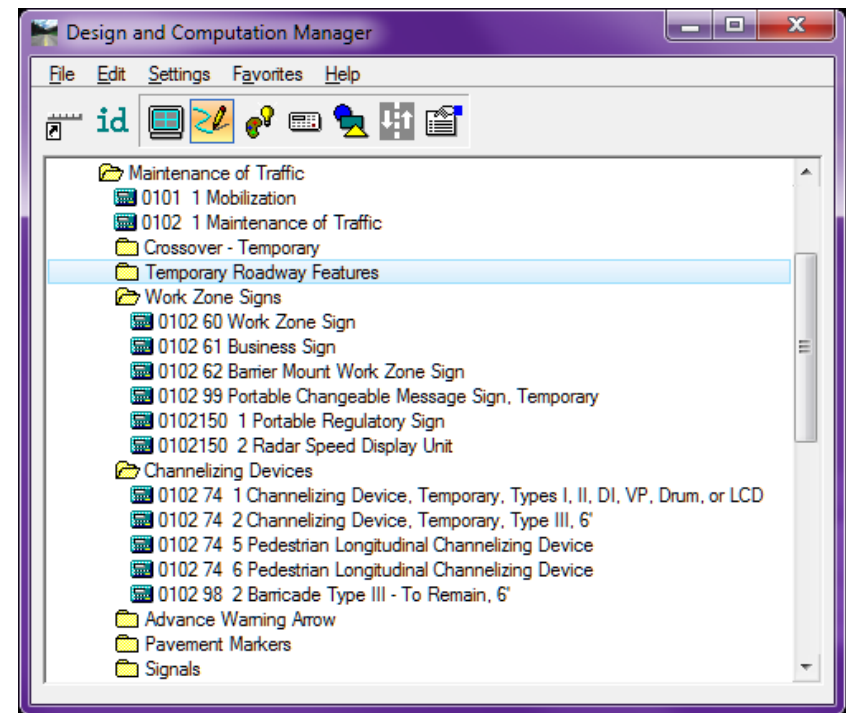 Design and Computation Manager
File Edit Settings Favorites Help
id
Maintenance of Traffic
0101 1 Mobilization
0102 1 Maintenance of Traffic
Crossover - Temporary
Temporary Roadway Features
Work Zone Signs
0102 60 Work Zone Sign
0102 61 Business Sign
0102 62 Barrier Mount Work Zone Sign
0102 99 Portable Changeable Message Sign, Temporary
0102150 1 Portable Regulatory Sign
0102150 2 Radar Speed Display Unit
Channelizing Devices
0102 74 1 Channelizing Device, Temporary, Types I, II, DI, VP, Drum, or LCD
0102 74 2 Channelizing Device, Temporary, Type III, 6'
0102 74 5 Pedestrian Longitudinal Channelizing Device
0102 74 6 Pedestrian Longitudinal Channelizing Device
0102 98 2 Barricade Type III - To Remain, 6'
Advance Warning Arrow
Pavement Markers
Signals